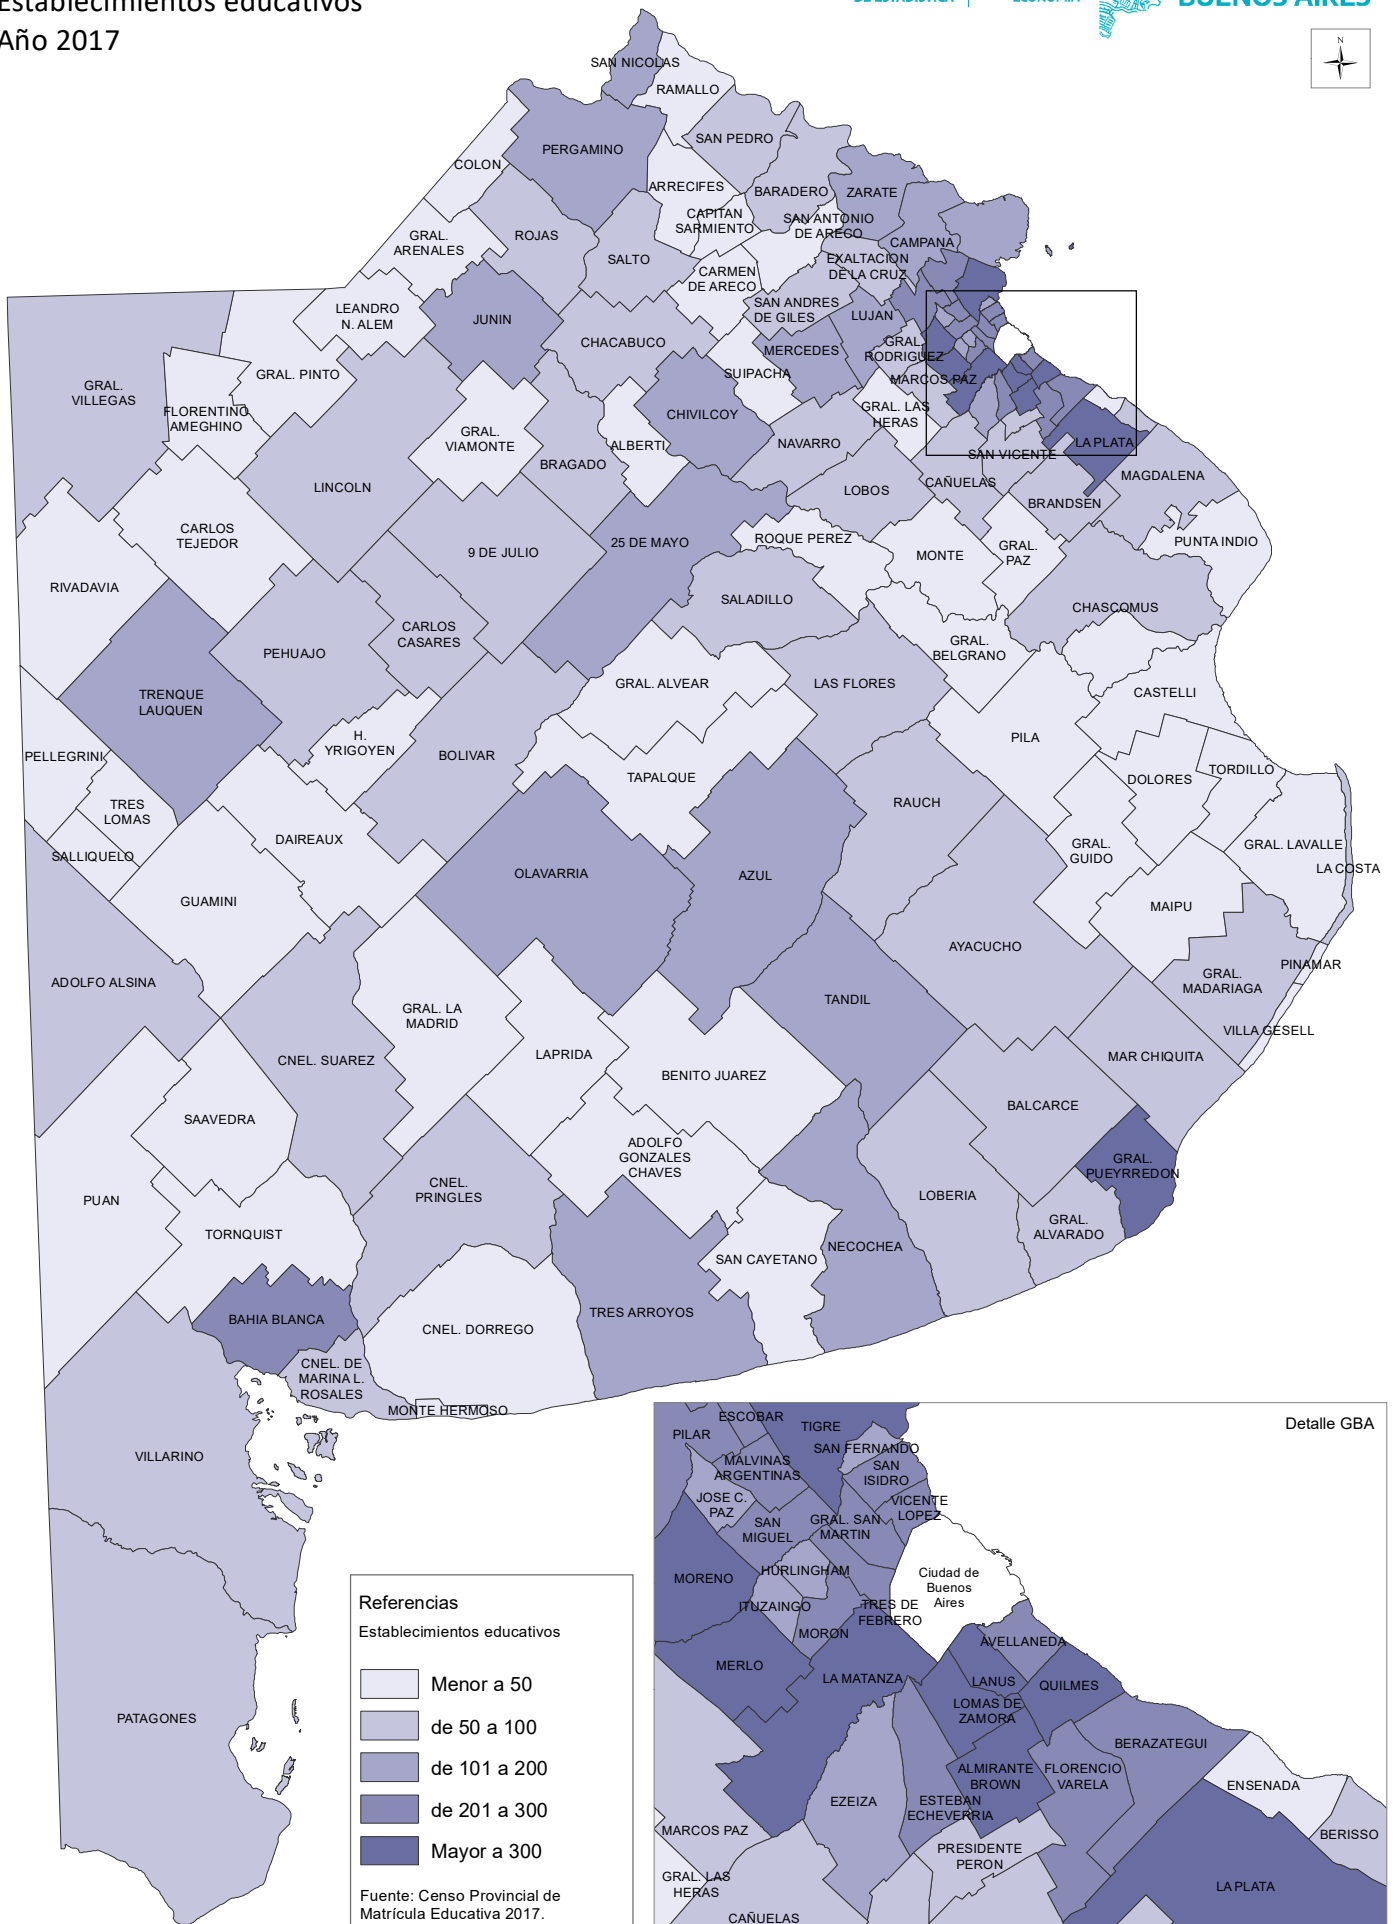 Establecimientos educativos
Año 2017
DE ESTADÍSTICA
ECONOMÍA
BUENOS AIRES
N
SAN NICOLAS
RAMALLO
SAN PEDRO
PERGAMINO
COLON
ARRECIFES
BARADERO
ZARATE
CAPITAN
SARMIENTO
SAN ANTONIO
DE ARECO
CAMPANA
GRAL.
ARENALES
ROJAS
SALTO
EXALTACION
DE LA CRUZ
CARMEN
DE ARECO
SAN ANDRES
DE GILES
LEANDRO
N. ALEM
JUNIN
LUJAN
CHACABUCO
MERCEDES
GRAL.
RODRIGUEZ
GRAL. PINTO
SUIPACHA
MARCOS PAZ
GRAL.
VILLEGAS
FLORENTINO
AMEGHINO
CHIVILCOY
GRAL. LAS
HERAS
GRAL.
VIAMONTE
ALBERTI
NAVARRO
LA PLATA
BRAGADO
SAN VICENTE
LINCOLN
LOBOS
CAÑUELAS
MAGDALENA
BRANDSEN
CARLOS
TEJEDOR
9 DE JULIO
25 DE MAYO
ROQUE PEREZ
MONTE
GRAL.
PAZ
PUNTA INDIO
RIVADAVIA
SALADILLO
CHASCOMUS
CARLOS
CASARES
PEHUAJO
GRAL.
BELGRANO
TRENQUE
LAUQUEN
GRAL. ALVEAR
LAS FLORES
CASTELLI
H.
YRIGOYEN
PILA
PELLEGRINI
BOLIVAR
TAPALQUE
DOLORES
TORDILLO
TRES
LOMAS
RAUCH
DAIREAUX
GRAL.
GUIDO
GRAL. LAVALLE
SALLIQUELO
OLAVARRIA
AZUL
LA COSTA
GUAMINI
MAIPU
AYACUCHO
ADOLFO ALSINA
PINAMAR
GRAL.
MADARIAGA
GRAL. LA
MADRID
TANDIL
VILLA GESELL
CNEL. SUAREZ
LAPRIDA
MAR CHIQUITA
BENITO JUAREZ
BALCARCE
SAAVEDRA
ADOLFO
GONZALES
CHAVES
GRAL.
PUEYRREDON
PUAN
CNEL.
PRINGLES
LOBERIA
GRAL.
ALVARADO
TORNQUIST
NECOCHEA
SAN CAYETANO
BAHIA BLANCA
TRES ARROYOS
CNEL. DORREGO
CNEL. DE
MARINA L.
ROSALES
MONTE HERMOSO
VILLARINO
PATAGONES
Referencias
Establecimientos educativos
Menor a 50
de 50 a 100
de 101 a 200
de 201 a 300
Mayor a 300
Fuente: Censo Provincial de
Matrícula Educativa 2017.
Detalle GBA
ESCOBAR
TIGRE
PILAR
SAN FERNANDO
MALVINAS
ARGENTINAS
SAN
ISIDRO
JOSE C.
PAZ
VICENTE
LOPEZ
SAN
MIGUEL
GRAL. SAN
MARTIN
MORENO
HURLINGHAM
Ciudad de
Buenos
Aires
ITUZAINGO
TRES DE
FEBRERO
MORON
AVELLANEDA
MERLO
LA MATANZA
LANUS
QUILMES
LOMAS DE
ZAMORA
BERAZATEGUI
ALMIRANTE
BROWN
FLORENCIO
VARELA
ENSENADA
EZEIZA
ESTEBAN
ECHEVERRIA
MARCOS PAZ
BERISSO
PRESIDENTE
PERON
GRAL. LAS
HERAS
LA PLATA
CAÑUELAS